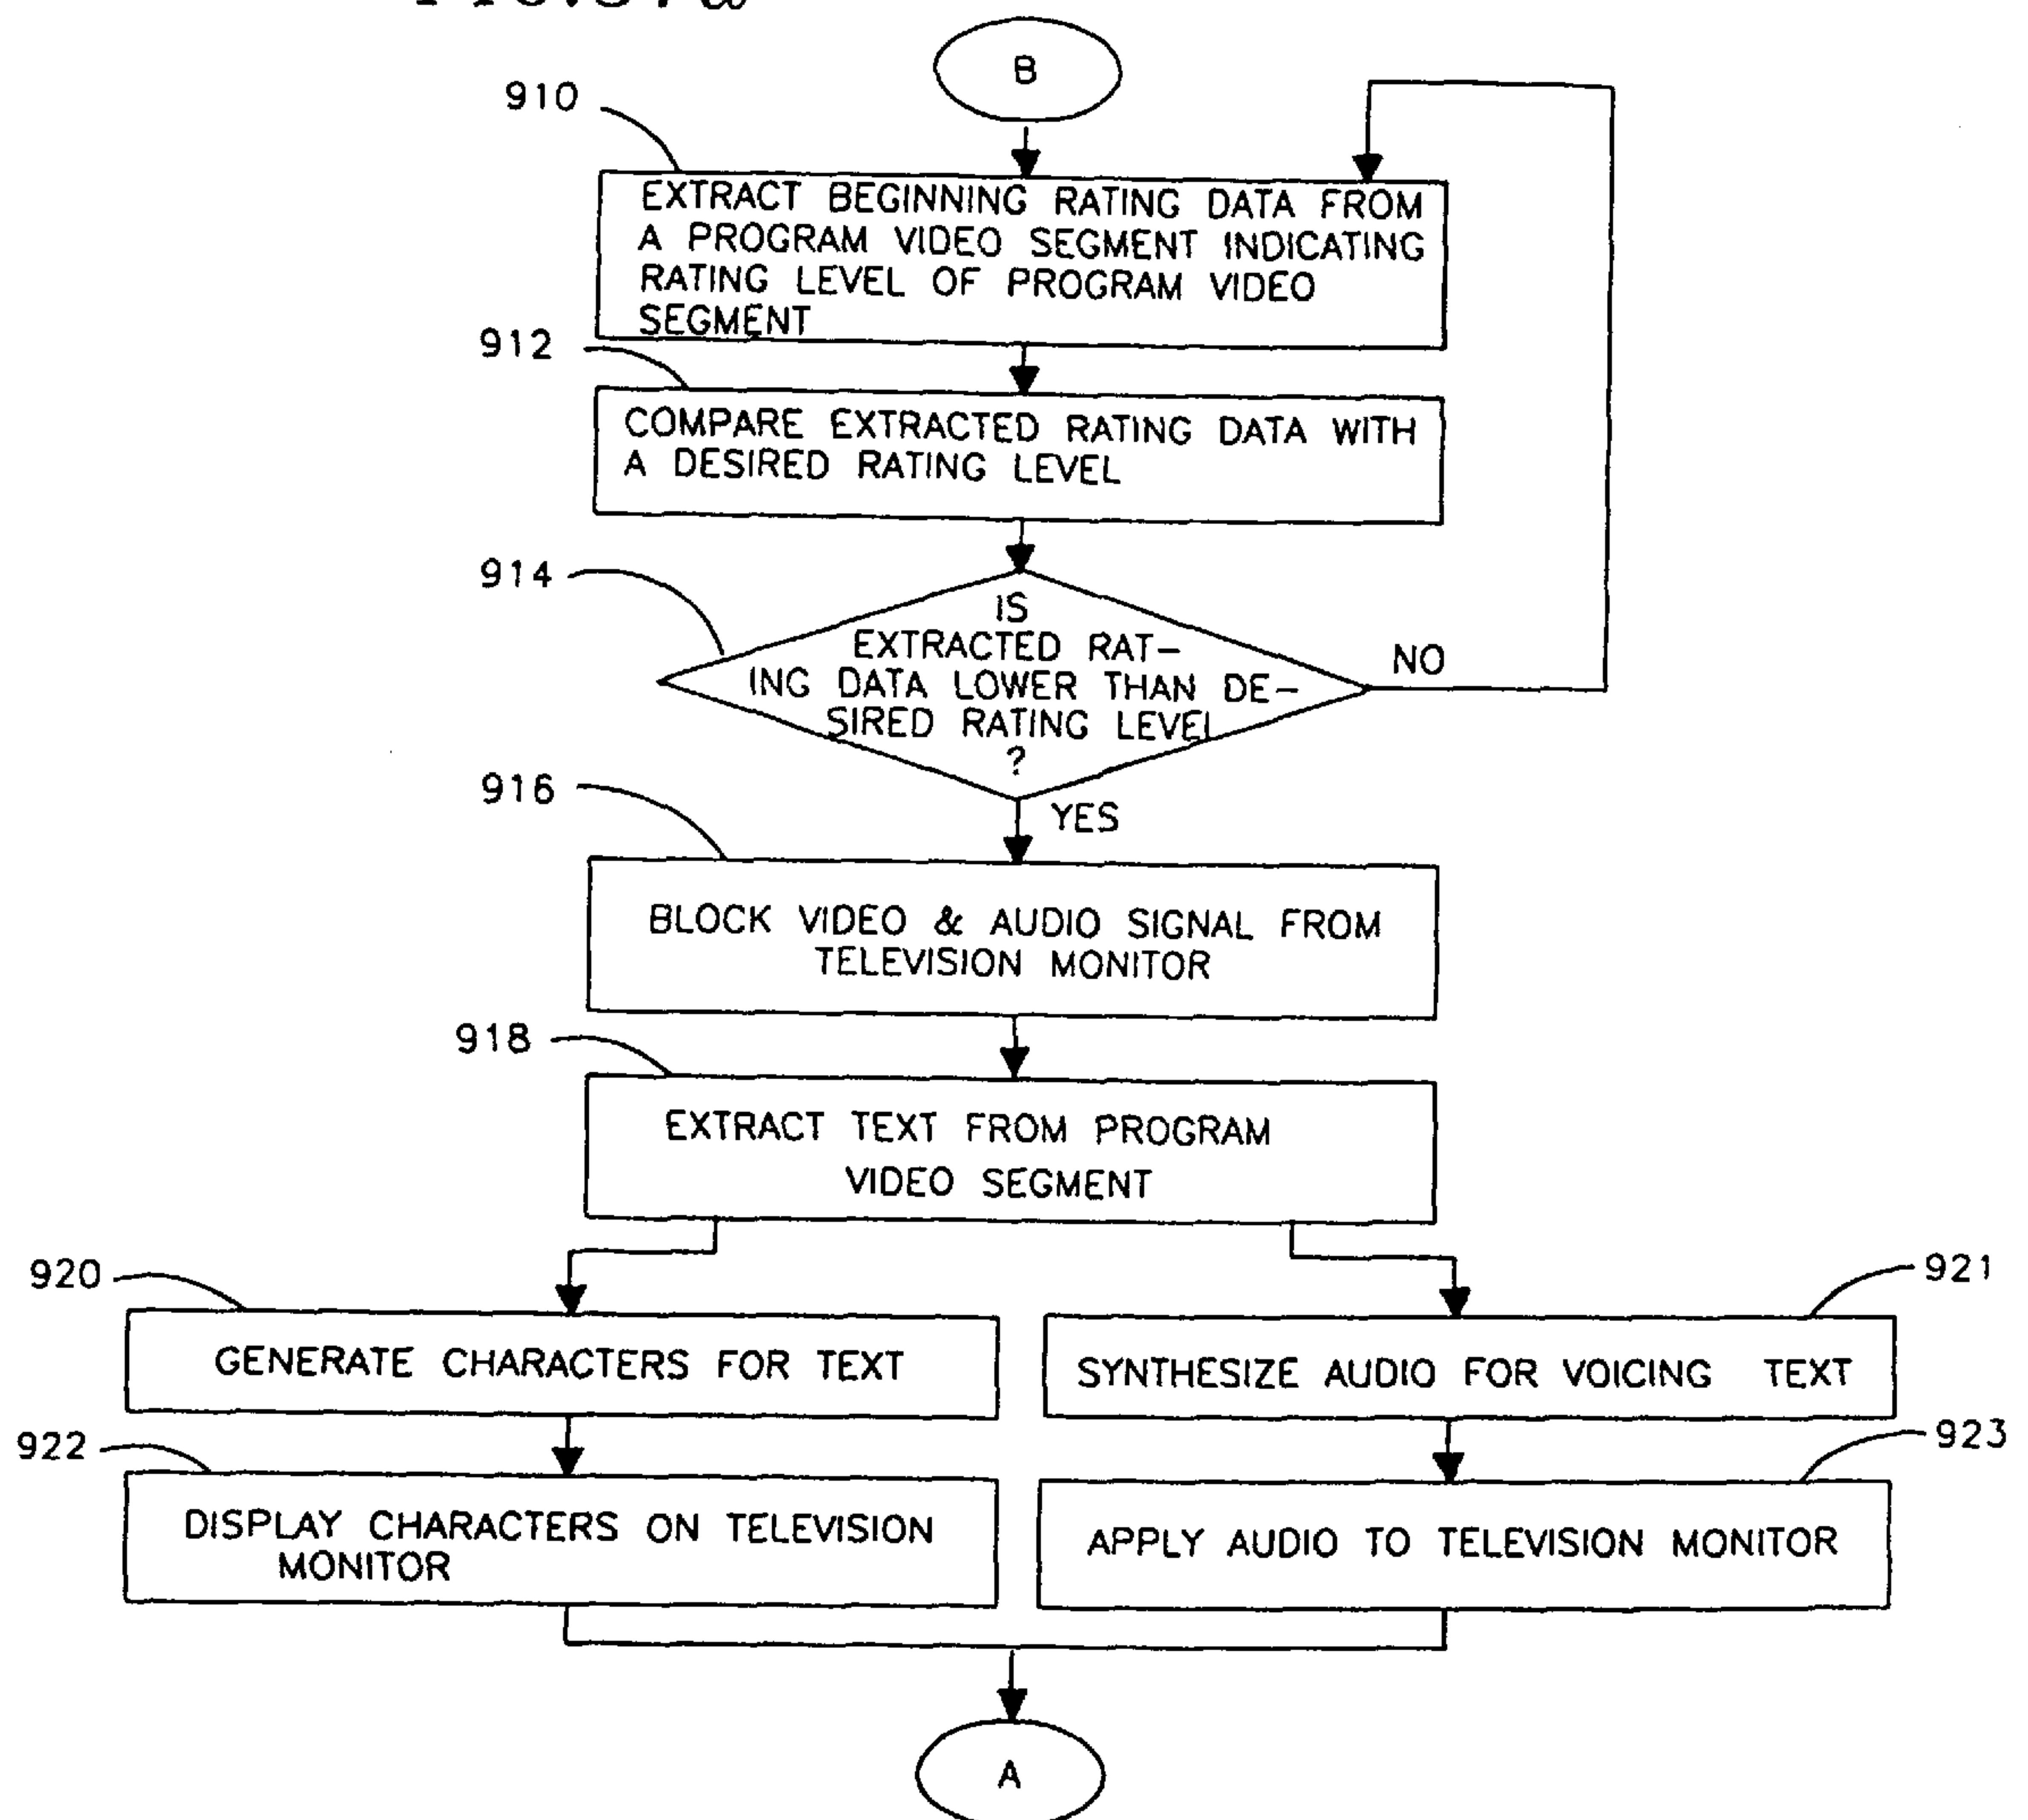 B
910
EXTRACT BEGINNING RATING DATA FROM
A PROGRAM VIDEO SEGMENT INDICATING
RATING LEVEL OF PROGRAM VIDEO
SEGMENT
912
COMPARE EXTRACTED RATING DATA WITH
A DESIRED RATING LEVEL
914
IS
EXTRACTED RAT-
ING DATA LOWER THAN DE-
SIRED RATING LEVEL
?
NO
YES
916
BLOCK VIDEO & AUDIO SIGNAL FROM
TELEVISION MONITOR
918
EXTRACT TEXT FROM PROGRAM
VIDEO SEGMENT
920
GENERATE CHARACTERS FOR TEXT
921
SYNTHESIZE AUDIO FOR VOICING TEXT
922
DISPLAY CHARACTERS ON TELEVISION
MONITOR
923
APPLY AUDIO TO TELEVISION MONITOR
A